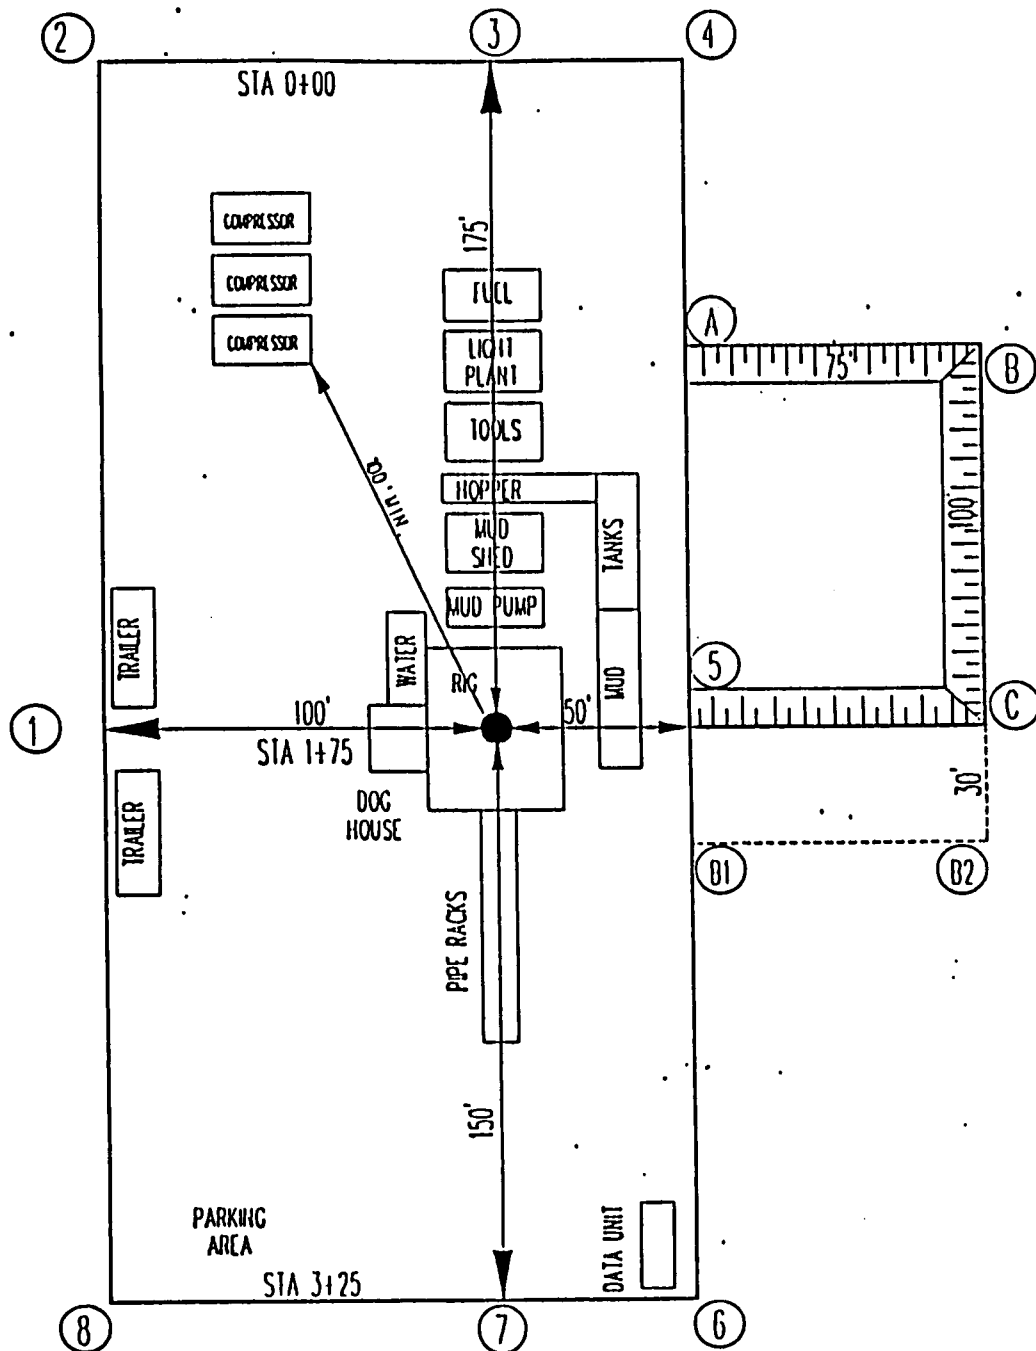 2
3
4
STA 0+00
COMPRESSOR
COMPRESSOR
COMPRESSOR
175'
FUEL
LIGHT
PLANT
TOOLS
HOPPER
MUD
SHED
MUD PUMP
TANKS
MUD
A
75'
B
100'
5
C
30'
B1
B2
MIN.
TRAILER
WATER
RIG
1
100'
50'
STA 1+75
DOG
HOUSE
TRAILER
PIPE RACKS
150'
PARKING
AREA
DATA UNIT
STA 3+25
8
7
6